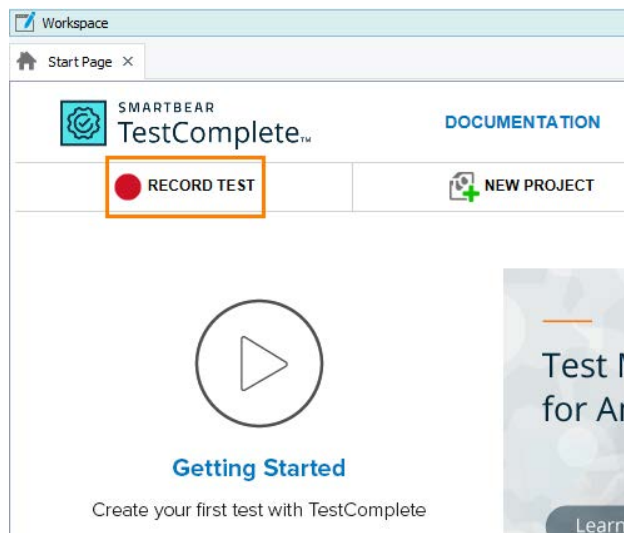 Workspace
Start Page
SMARTBEAR
TestComplete™
DOCUMENTATION
RECORD TEST
NEW PROJECT
Test
for
Getting Started
Create your first test with TestComplete
Learn